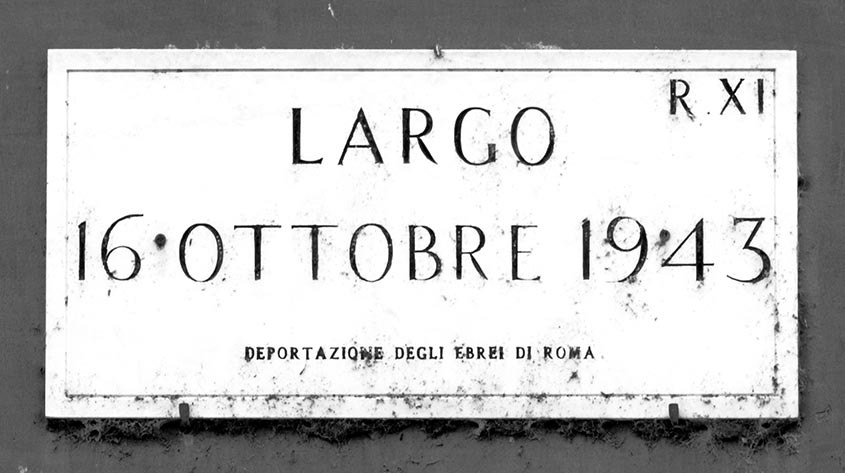 R. XI
LARGO
16 OTTOBRE 1943
DEPORTAZIONE DEGLI EBREI DI ROMA